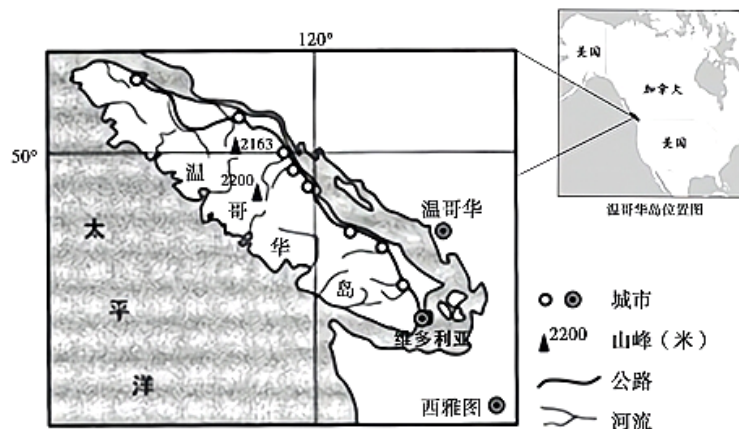 120°
50°
2163
2200
温
哥
华
岛
温哥华
维多利亚
西雅图
太
平
洋
美国
加拿大
美国
温哥华岛位置图
城市
2200 山峰（米）
公路
河流